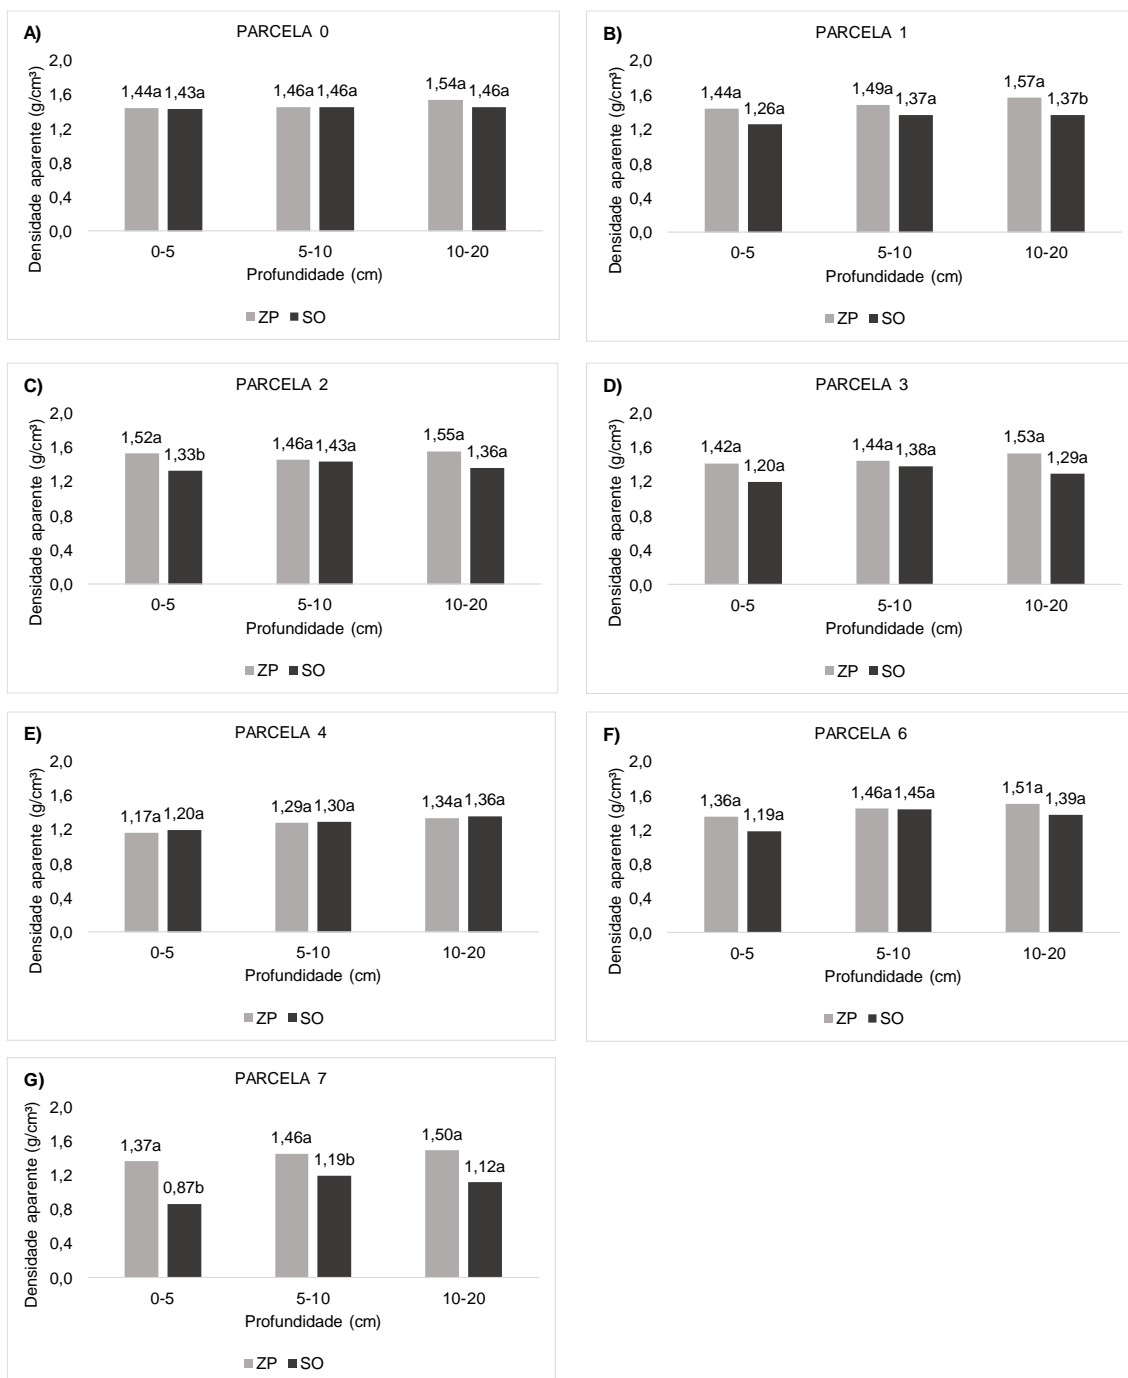 A)
PARCELA 0
Densidade aparente (g/cm³)
2,0
1,6
1,2
0,8
0,4
0,0
1,44a 1,43a 1,46a 1,46a 1,54a 1,46a
0-5 5-10 10-20
Profundidade (cm)
ZP SO
B)
PARCELA 1
Densidade aparente (g/cm³)
2,0
1,6
1,2
0,8
0,4
0,0
1,44a 1,26a 1,49a 1,37a 1,57a 1,37b
0-5 5-10 10-20
Profundidade (cm)
ZP SO
C)
PARCELA 2
Densidade aparente (g/cm³)
2,0
1,6
1,2
0,8
0,4
0,0
1,52a 1,33b 1,46a 1,43a 1,55a 1,36a
0-5 5-10 10-20
Profundidade (cm)
ZP SO
D)
PARCELA 3
Densidade aparente (g/cm³)
2,0
1,6
1,2
0,8
0,4
0,0
1,42a 1,20a 1,44a 1,38a 1,53a 1,29a
0-5 5-10 10-20
Profundidade (cm)
ZP SO
E)
PARCELA 4
Densidade aparente (g/cm³)
2,0
1,6
1,2
0,8
0,4
0,0
1,17a 1,20a 1,29a 1,30a 1,34a 1,36a
0-5 5-10 10-20
Profundidade (cm)
ZP SO
F)
PARCELA 6
Densidade aparente (g/cm³)
2,0
1,6
1,2
0,8
0,4
0,0
1,36a 1,19a 1,46a 1,45a 1,51a 1,39a
0-5 5-10 10-20
Profundidade (cm)
ZP SO
G)
PARCELA 7
Densidade aparente (g/cm³)
2,0
1,6
1,2
0,8
0,4
0,0
1,37a 0,87b 1,46a 1,19b 1,50a 1,12a
0-5 5-10 10-20
Profundidade (cm)
ZP SO